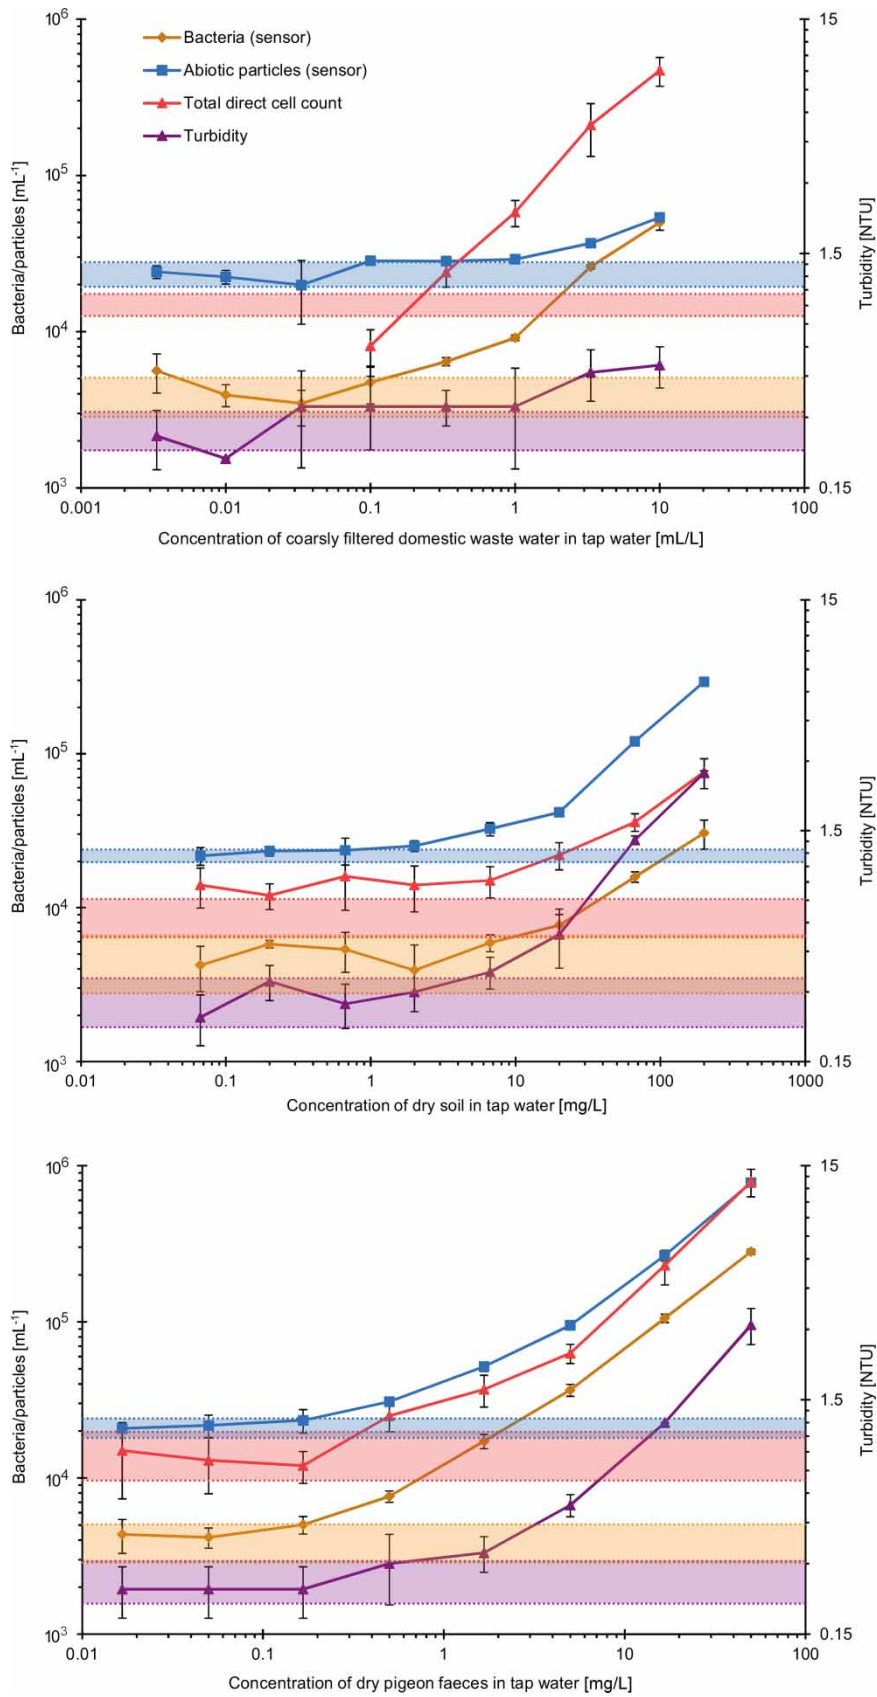 Bacteria (sensor)
Abiotic particles (sensor)
Total direct cell count
Turbidity
Bacteria/particles [mL⁻¹]
10⁶
10⁵
10⁴
10³
15
1.5
0.15
Turbidity [NTU]
0.001 0.01 0.1 1 10 100
Concentration of coarsly filtered domestic waste water in tap water [mL/L]
Bacteria/particles [mL⁻¹]
10⁶
10⁵
10⁴
10³
15
1.5
0.15
Turbidity [NTU]
0.01 0.1 1 10 100 1000
Concentration of dry soil in tap water [mg/L]
Bacteria/particles [mL⁻¹]
10⁶
10⁵
10⁴
10³
15
1.5
0.15
Turbidity [NTU]
0.01 0.1 1 10 100
Concentration of dry pigeon faeces in tap water [mg/L]